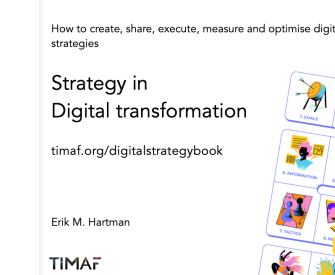 How to create, share, execute, measure and optimise digit
strategies
Strategy in
Digital transformation
timaf.org/digitalstrategybook
1. GOALS
6. INFORMATION
7. TACTICS
Erik M. Hartman
TIMAF